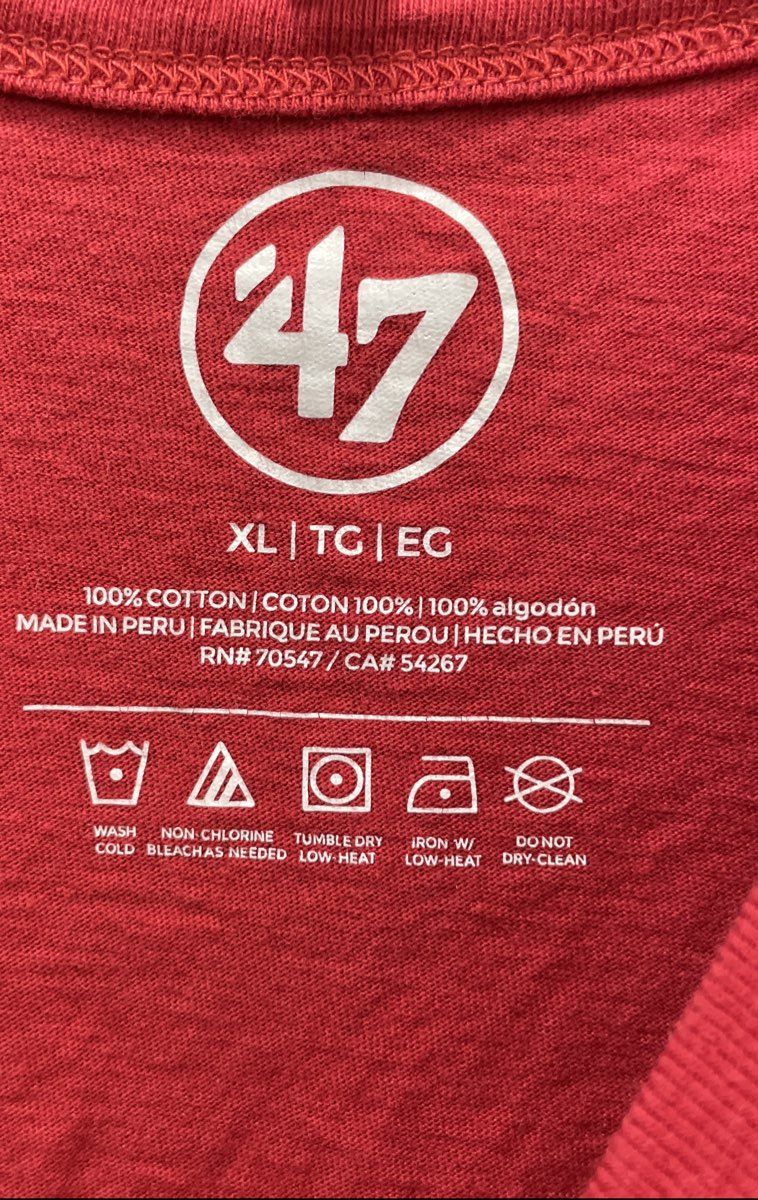 '47
XL | TG | EG
100% COTTON | COTON 100% | 100% algodón
MADE IN PERU | FABRIQUE AU PEROU | HECHO EN PERÚ
RN# 70547 / CA# 54267
WASH
COLD
NON-CHLORINE
BLEACH AS NEEDED
TUMBLE DRY
LOW-HEAT
IRON W/
LOW-HEAT
DO NOT
DRY-CLEAN